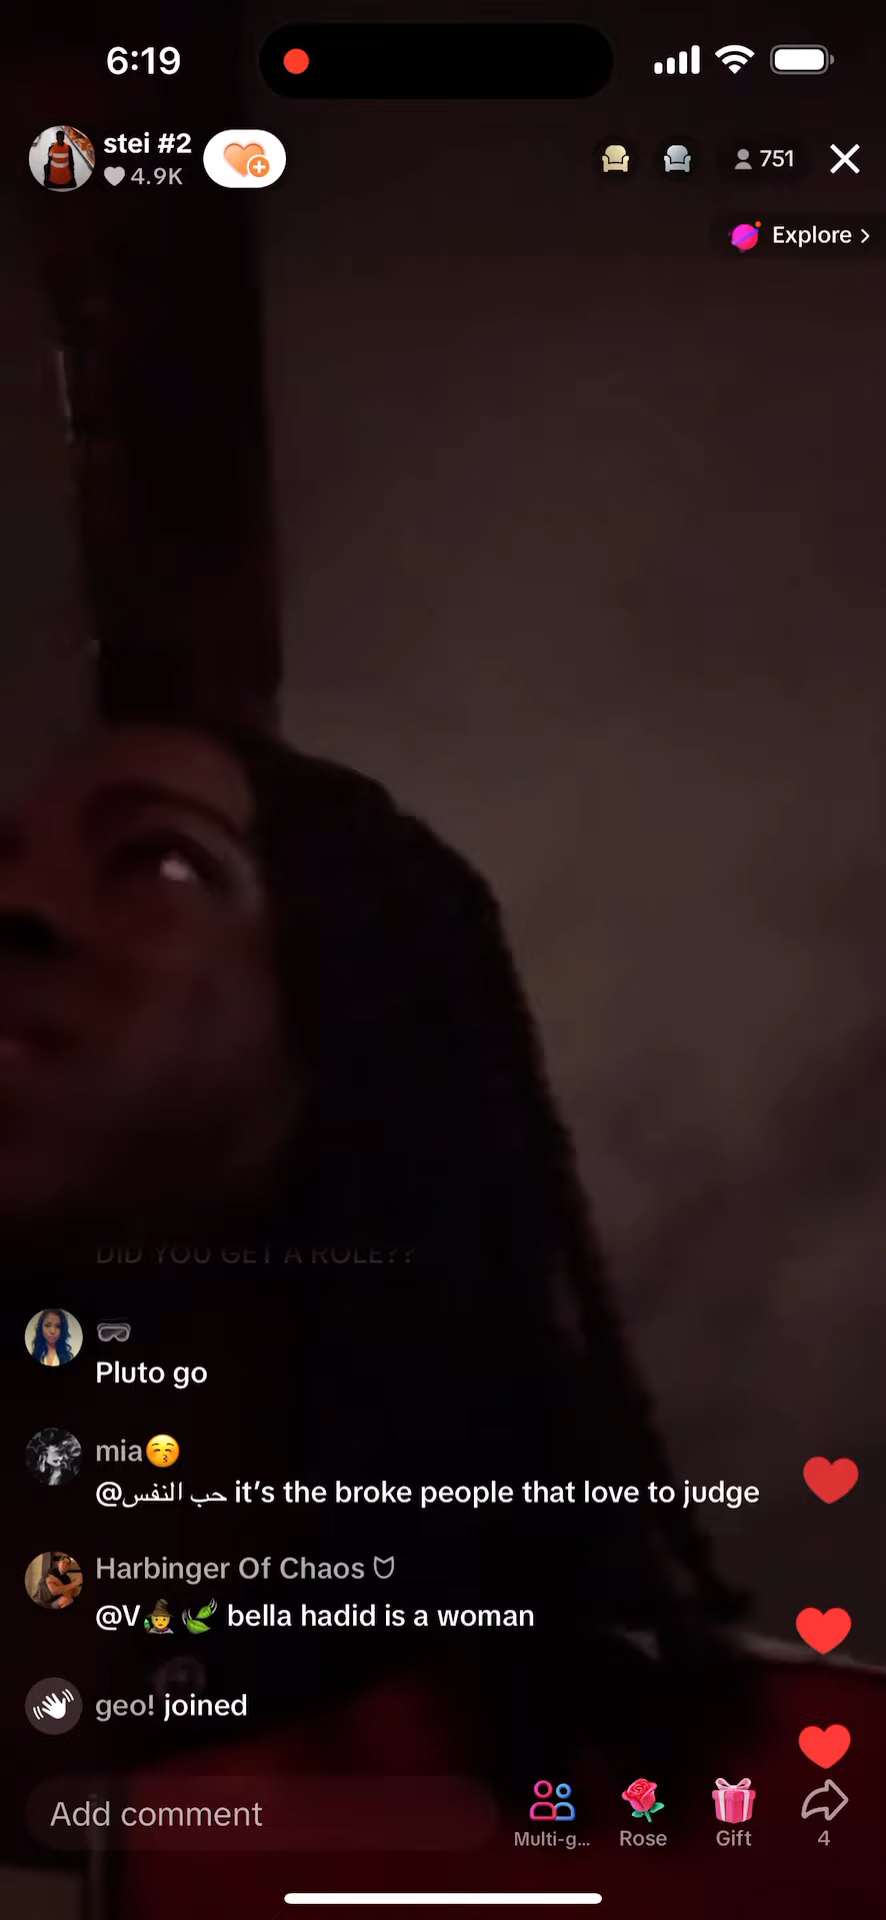 6:19
stei #2
4.9K
751
Explore >
DID YOU GET A ROLE??
Pluto go
mia😚
@حب النفس it’s the broke people that love to judge
Harbinger Of Chaos
@V🧙‍♀️🍃 bella hadid is a woman
geo! joined
Add comment
Multi-g...
Rose
Gift
4